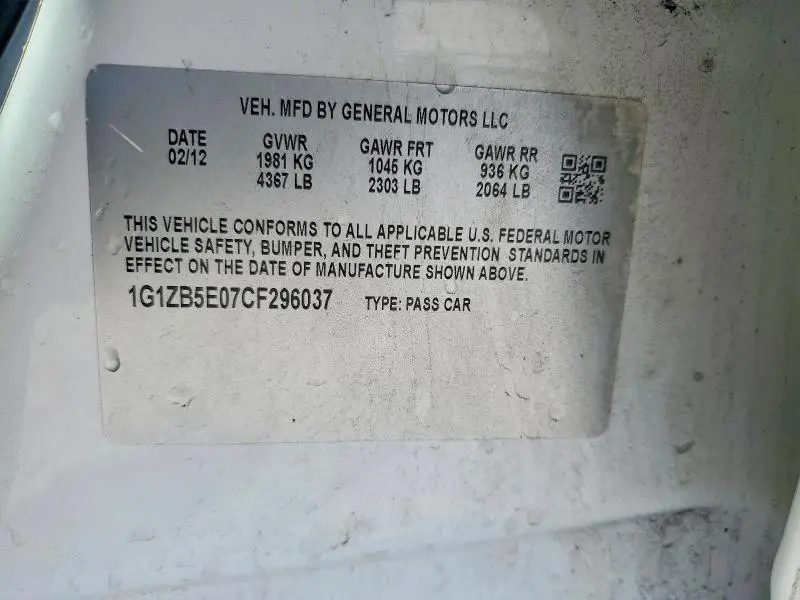 VEH. MFD BY GENERAL MOTORS LLC
DATE GVWR GAWR FRT GAWR RR
02/12 1981 KG 1045 KG 936 KG
4367 LB 2303 LB 2064 LB
THIS VEHICLE CONFORMS TO ALL APPLICABLE U.S. FEDERAL MOTOR
VEHICLE SAFETY, BUMPER, AND THEFT PREVENTION STANDARDS IN
EFFECT ON THE DATE OF MANUFACTURE SHOWN ABOVE.
1G1ZB5E07CF296037 TYPE: PASS CAR